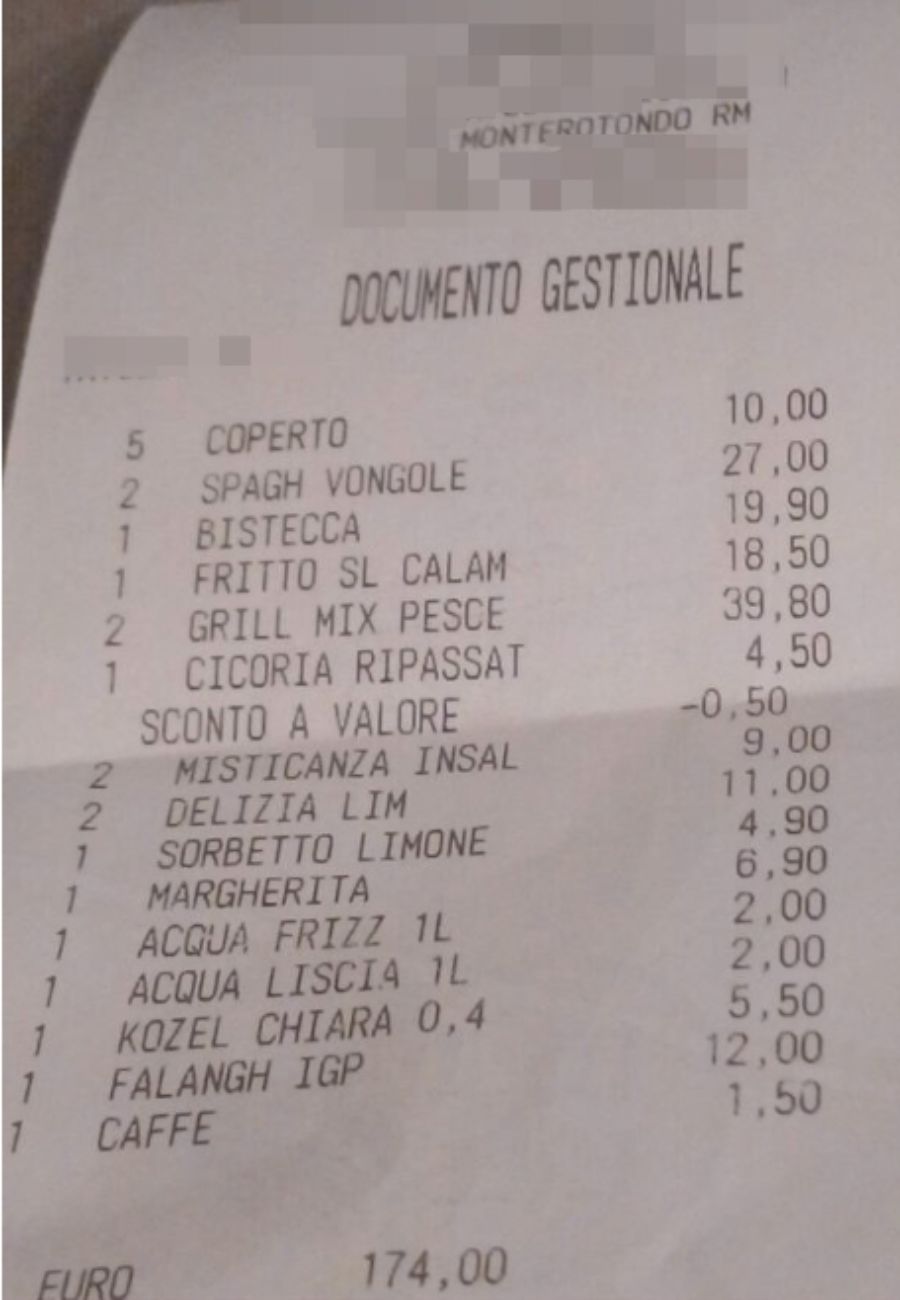 MONTEROTONDO RM
DOCUMENTO GESTIONALE
5 COPERTO 10,00
2 SPAGH VONGOLE 27,00
1 BISTECCA 19,90
1 FRITTO SL CALAM 18,50
2 GRILL MIX PESCE 39,80
1 CICORIA RIPASSAT 4,50
SCONTO A VALORE -0,50
2 MISTICANZA INSAL 9,00
2 DELIZIA LIM 11,00
1 SORBETTO LIMONE 4,90
1 MARGHERITA 6,90
1 ACQUA FRIZZ 1L 2,00
1 ACQUA LISCIA 1L 2,00
1 KOZEL CHIARA 0,4 5,50
1 FALANGH IGP 12,00
1 CAFFE 1,50
EURO 174,00